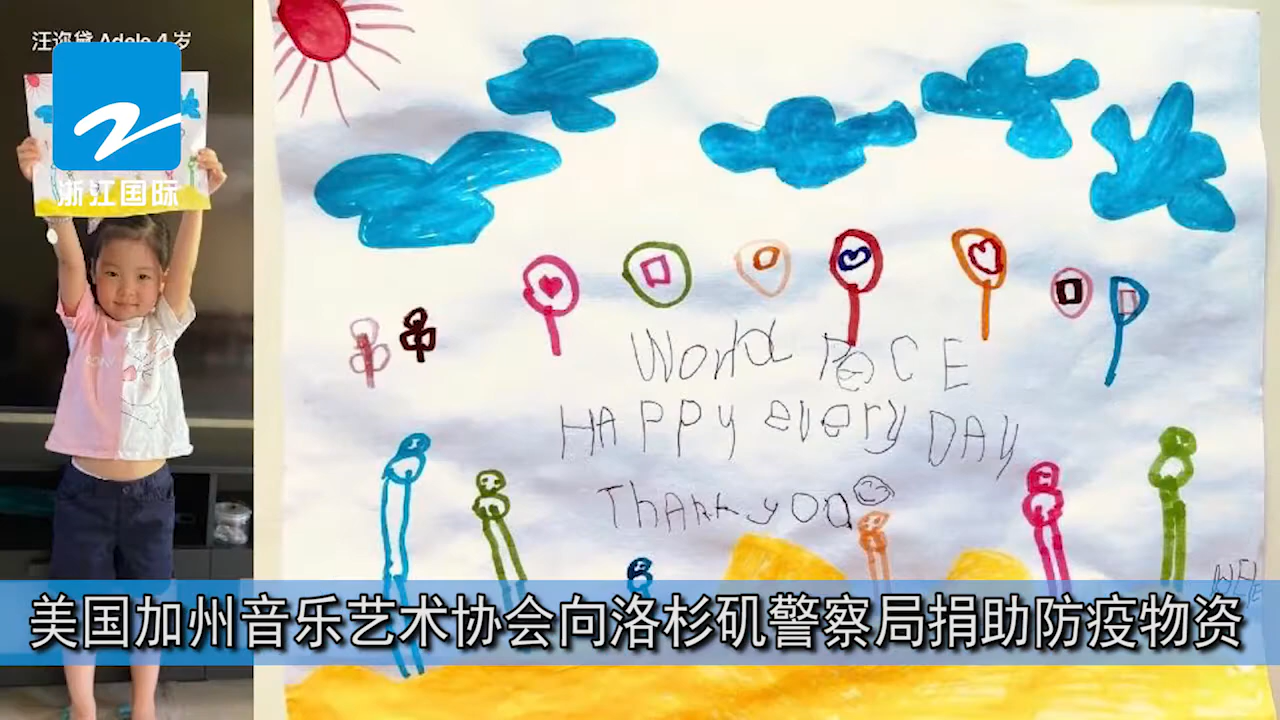 汪迩黛 Adele 4 岁
浙江国际
World PeCE
HAPPy every DAy
ThAnk you
美国加州音乐艺术协会向洛杉矶警察局捐助防疫物资